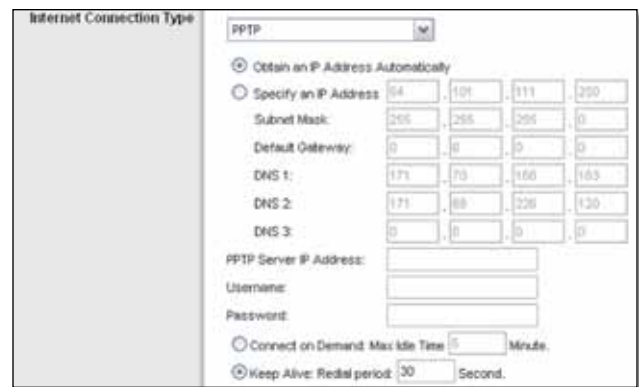 Internet Connection Type
PPTP
Obtain an IP Address Automatically
Specify an IP Address 64 . 101 . 111 . 250
Subnet Mask: 255 . 255 . 255 . 0
Default Gateway: 0 . 0 . 0 . 0
DNS 1: 171 . 70 . 168 . 183
DNS 2: 171 . 68 . 226 . 120
DNS 3: 0 . 0 . 0 . 0
PPTP Server IP Address:
Username:
Password:
Connect on Demand: Max Idle Time 5 Minute.
Keep Alive: Redial period: 30 Second.